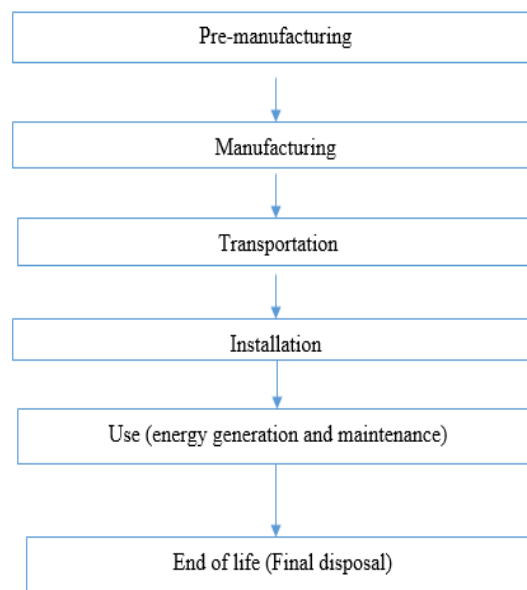 Pre-manufacturing
Manufacturing
Transportation
Installation
Use (energy generation and maintenance)
End of life (Final disposal)